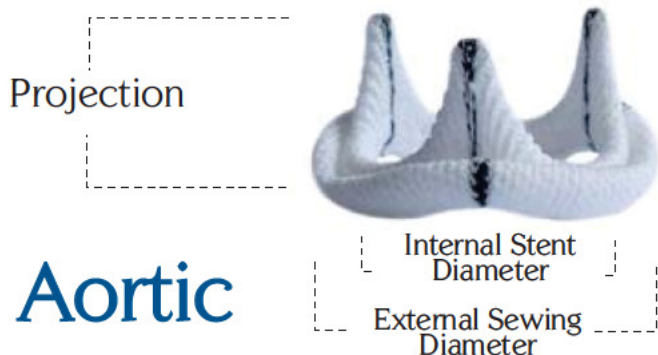 Projection
Internal Stent
Diameter
Aortic
External Sewing
Diameter